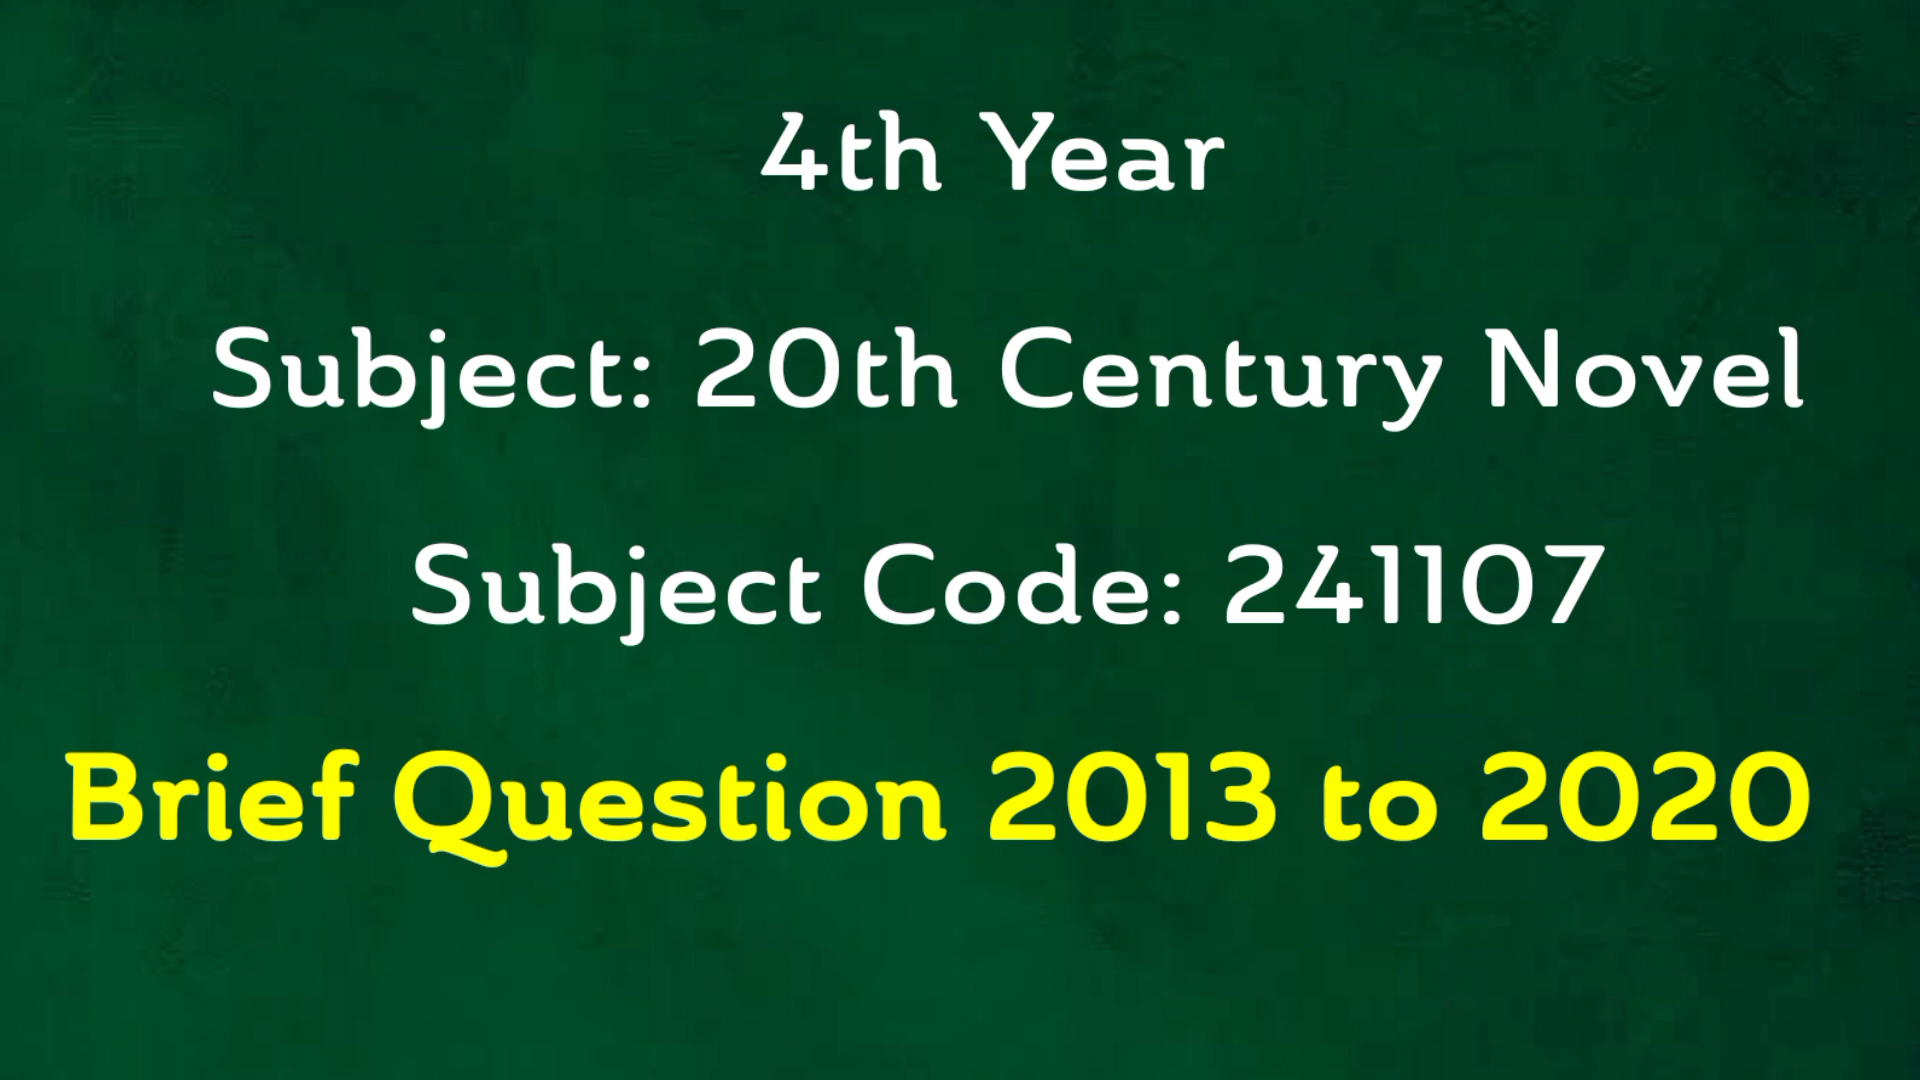 4th Year
Subject: 20th Century Novel
Subject Code: 241107
Brief Question 2013 to 2020